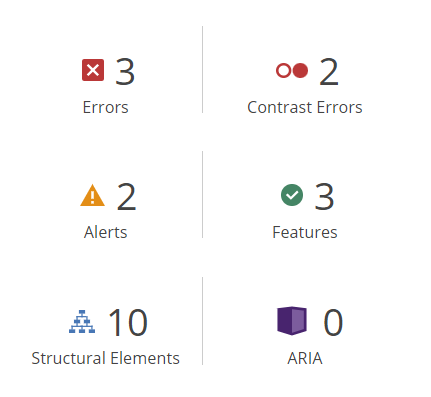 3
Errors
2
Contrast Errors
2
Alerts
3
Features
10
Structural Elements
0
ARIA